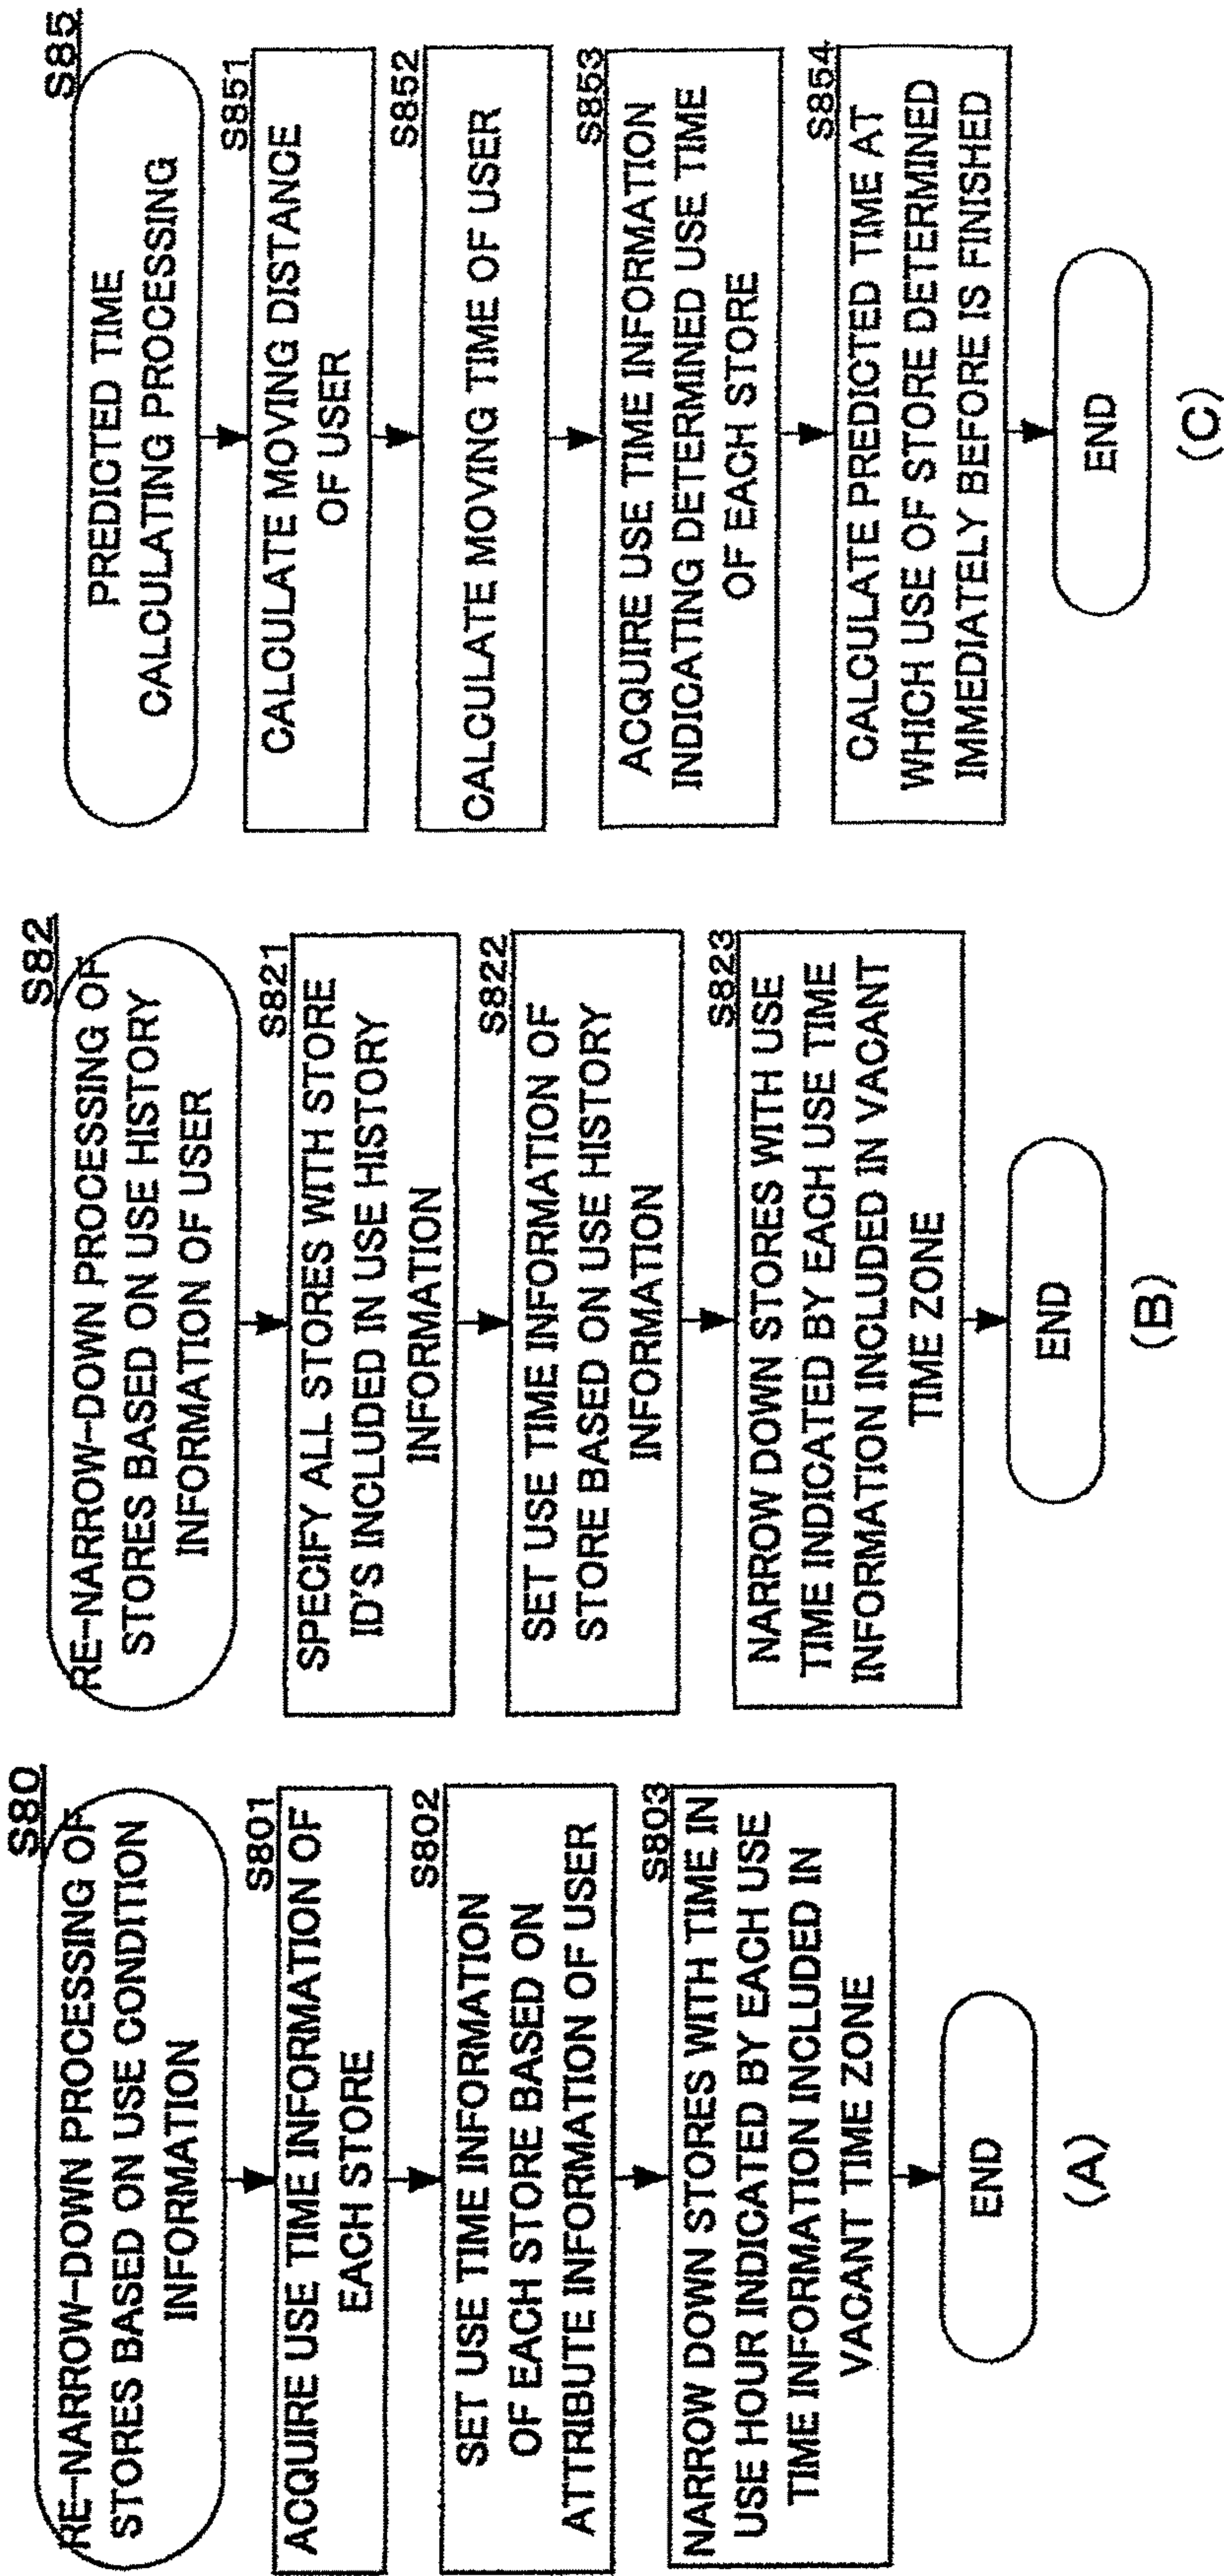 S80
RE-NARROW-DOWN PROCESSING OF
STORES BASED ON USE CONDITION
INFORMATION
S801
ACQUIRE USE TIME INFORMATION OF
EACH STORE
S802
SET USE TIME INFORMATION
OF EACH STORE BASED ON
ATTRIBUTE INFORMATION OF USER
S803
NARROW DOWN STORES WITH TIME IN
USE HOUR INDICATED BY EACH USE
TIME INFORMATION INCLUDED IN
VACANT TIME ZONE
END
(A)
S82
RE-NARROW-DOWN PROCESSING OF
STORES BASED ON USE HISTORY
INFORMATION OF USER
S821
SPECIFY ALL STORES WITH STORE
ID'S INCLUDED IN USE HISTORY
INFORMATION
S822
SET USE TIME INFORMATION OF
STORE BASED ON USE HISTORY
INFORMATION
S823
NARROW DOWN STORES WITH USE
TIME INDICATED BY EACH USE TIME
INFORMATION INCLUDED IN VACANT
TIME ZONE
END
(B)
S85
PREDICTED TIME
CALCULATING PROCESSING
S851
CALCULATE MOVING DISTANCE
OF USER
S852
CALCULATE MOVING TIME OF USER
S853
ACQUIRE USE TIME INFORMATION
INDICATING DETERMINED USE TIME
OF EACH STORE
S854
CALCULATE PREDICTED TIME AT
WHICH USE OF STORE DETERMINED
IMMEDIATELY BEFORE IS FINISHED
END
(C)